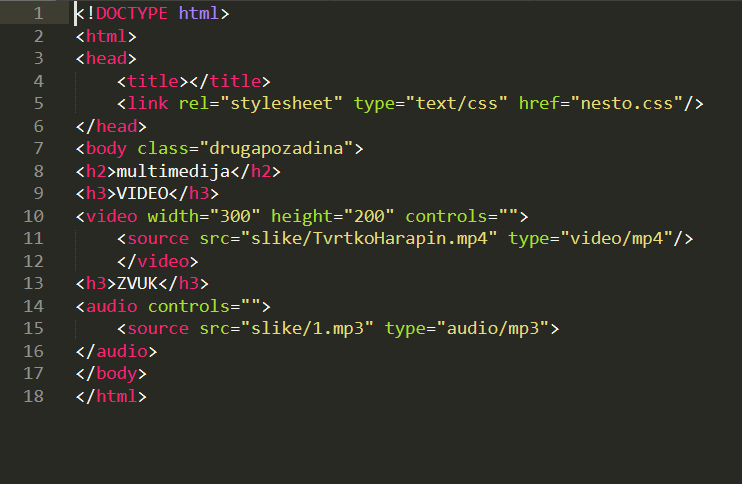 1 <!DOCTYPE html>
2 <html>
3 <head>
4     <title></title>
5     <link rel="stylesheet" type="text/css" href="nesto.css"/>
6 </head>
7 <body class="drugapozadina">
8 <h2>multimedija</h2>
9 <h3>VIDEO</h3>
10 <video width="300" height="200" controls="">
11     <source src="slike/TvrtkoHarapin.mp4" type="video/mp4"/>
12     </video>
13 <h3>ZVUK</h3>
14 <audio controls="">
15     <source src="slike/1.mp3" type="audio/mp3">
16 </audio>
17 </body>
18 </html>